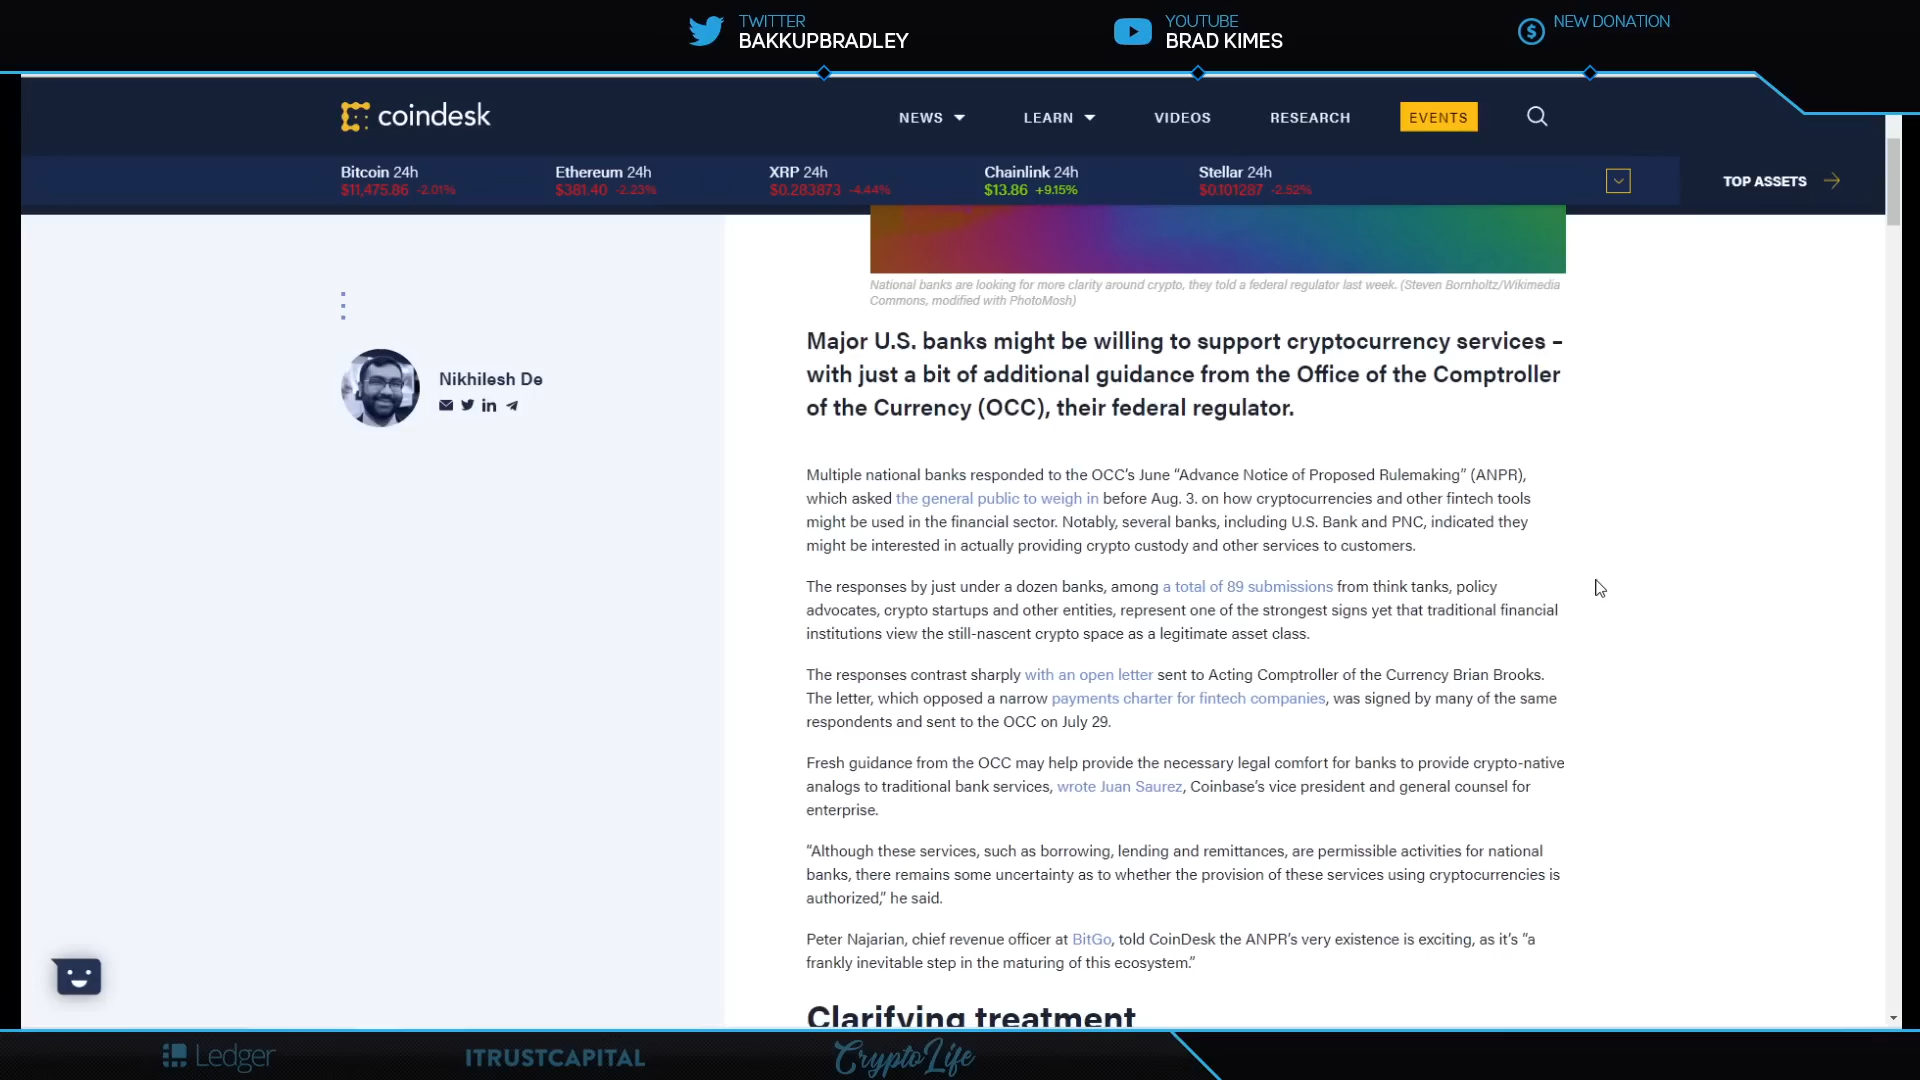 TWITTER
BAKKUPBRADLEY
YOUTUBE
BRAD KIMES
NEW DONATION
coindesk
NEWS
LEARN
VIDEOS
RESEARCH
EVENTS
Bitcoin 24h
$11,475.86 -2.01%
Ethereum 24h
$381.40 -2.23%
XRP 24h
$0.283873 -4.44%
Chainlink 24h
$13.86 +9.15%
Stellar 24h
$0.101287 -2.52%
TOP ASSETS
National banks are looking for more clarity around crypto, they told a federal regulator last week. (Steven Bornholtz/Wikimedia
Commons, modified with PhotoMosh)
Nikhilesh De
Major U.S. banks might be willing to support cryptocurrency services –
with just a bit of additional guidance from the Office of the Comptroller
of the Currency (OCC), their federal regulator.
Multiple national banks responded to the OCC’s June “Advance Notice of Proposed Rulemaking” (ANPR),
which asked the general public to weigh in before Aug. 3. on how cryptocurrencies and other fintech tools
might be used in the financial sector. Notably, several banks, including U.S. Bank and PNC, indicated they
might be interested in actually providing crypto custody and other services to customers.
The responses by just under a dozen banks, among a total of 89 submissions from think tanks, policy
advocates, crypto startups and other entities, represent one of the strongest signs yet that traditional financial
institutions view the still-nascent crypto space as a legitimate asset class.
The responses contrast sharply with an open letter sent to Acting Comptroller of the Currency Brian Brooks.
The letter, which opposed a narrow payments charter for fintech companies, was signed by many of the same
respondents and sent to the OCC on July 29.
Fresh guidance from the OCC may help provide the necessary legal comfort for banks to provide crypto-native
analogs to traditional bank services, wrote Juan Saurez, Coinbase’s vice president and general counsel for
enterprise.
“Although these services, such as borrowing, lending and remittances, are permissible activities for national
banks, there remains some uncertainty as to whether the provision of these services using cryptocurrencies is
authorized,” he said.
Peter Najarian, chief revenue officer at BitGo, told CoinDesk the ANPR’s very existence is exciting, as it’s “a
frankly inevitable step in the maturing of this ecosystem.”
Clarifying treatment
Ledger
ITRUSTCAPITAL
CryptoLife